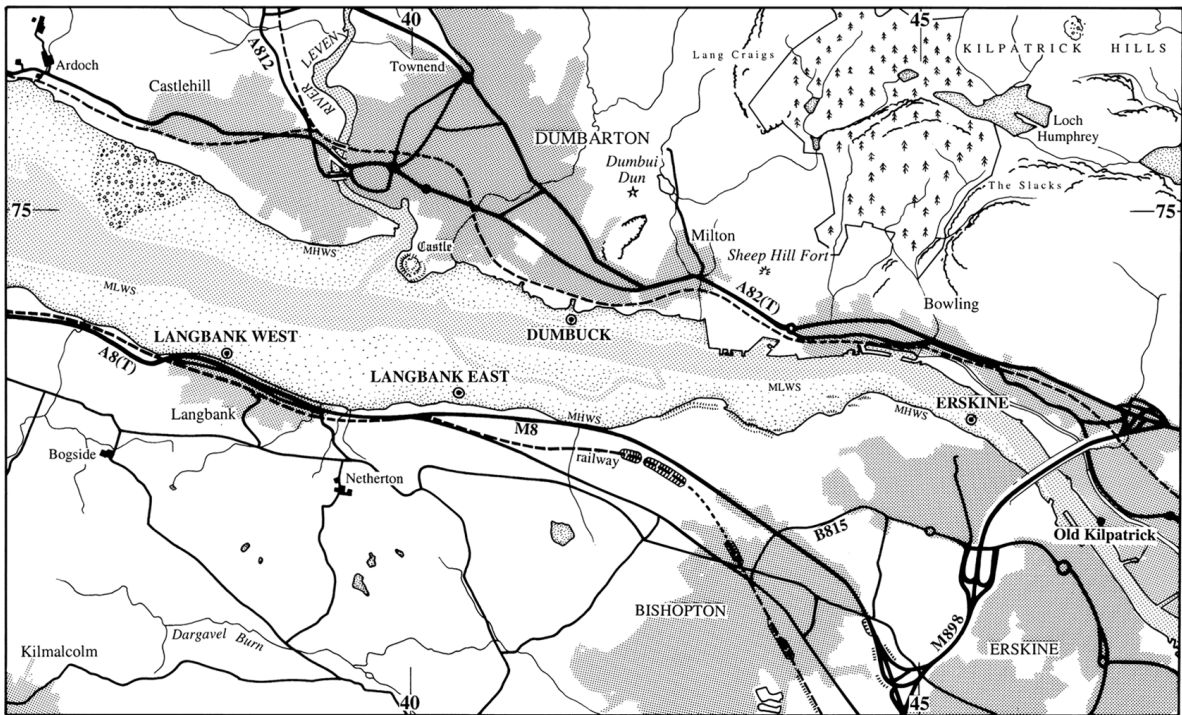 40
45
A812
RIVER LEVEN
Townend
Lang Craigs
KILPATRICK HILLS
Ardoch
Castlehill
Loch
Humphrey
DUMBARTON
Dumbui
Dun
The Slacks
75
75
Milton
MHWS
Castle
Sheep Hill Fort
MLWS
A82(T)
Bowling
LANGBANK WEST
DUMBUCK
A8(T)
LANGBANK EAST
MLWS
ERSKINE
Langbank
MHWS
MHWS
M8
Bogside
railway
Netherton
B815
Old Kilpatrick
BISHOPTON
Dargavel Burn
M898
ERSKINE
Kilmalcolm
40
45